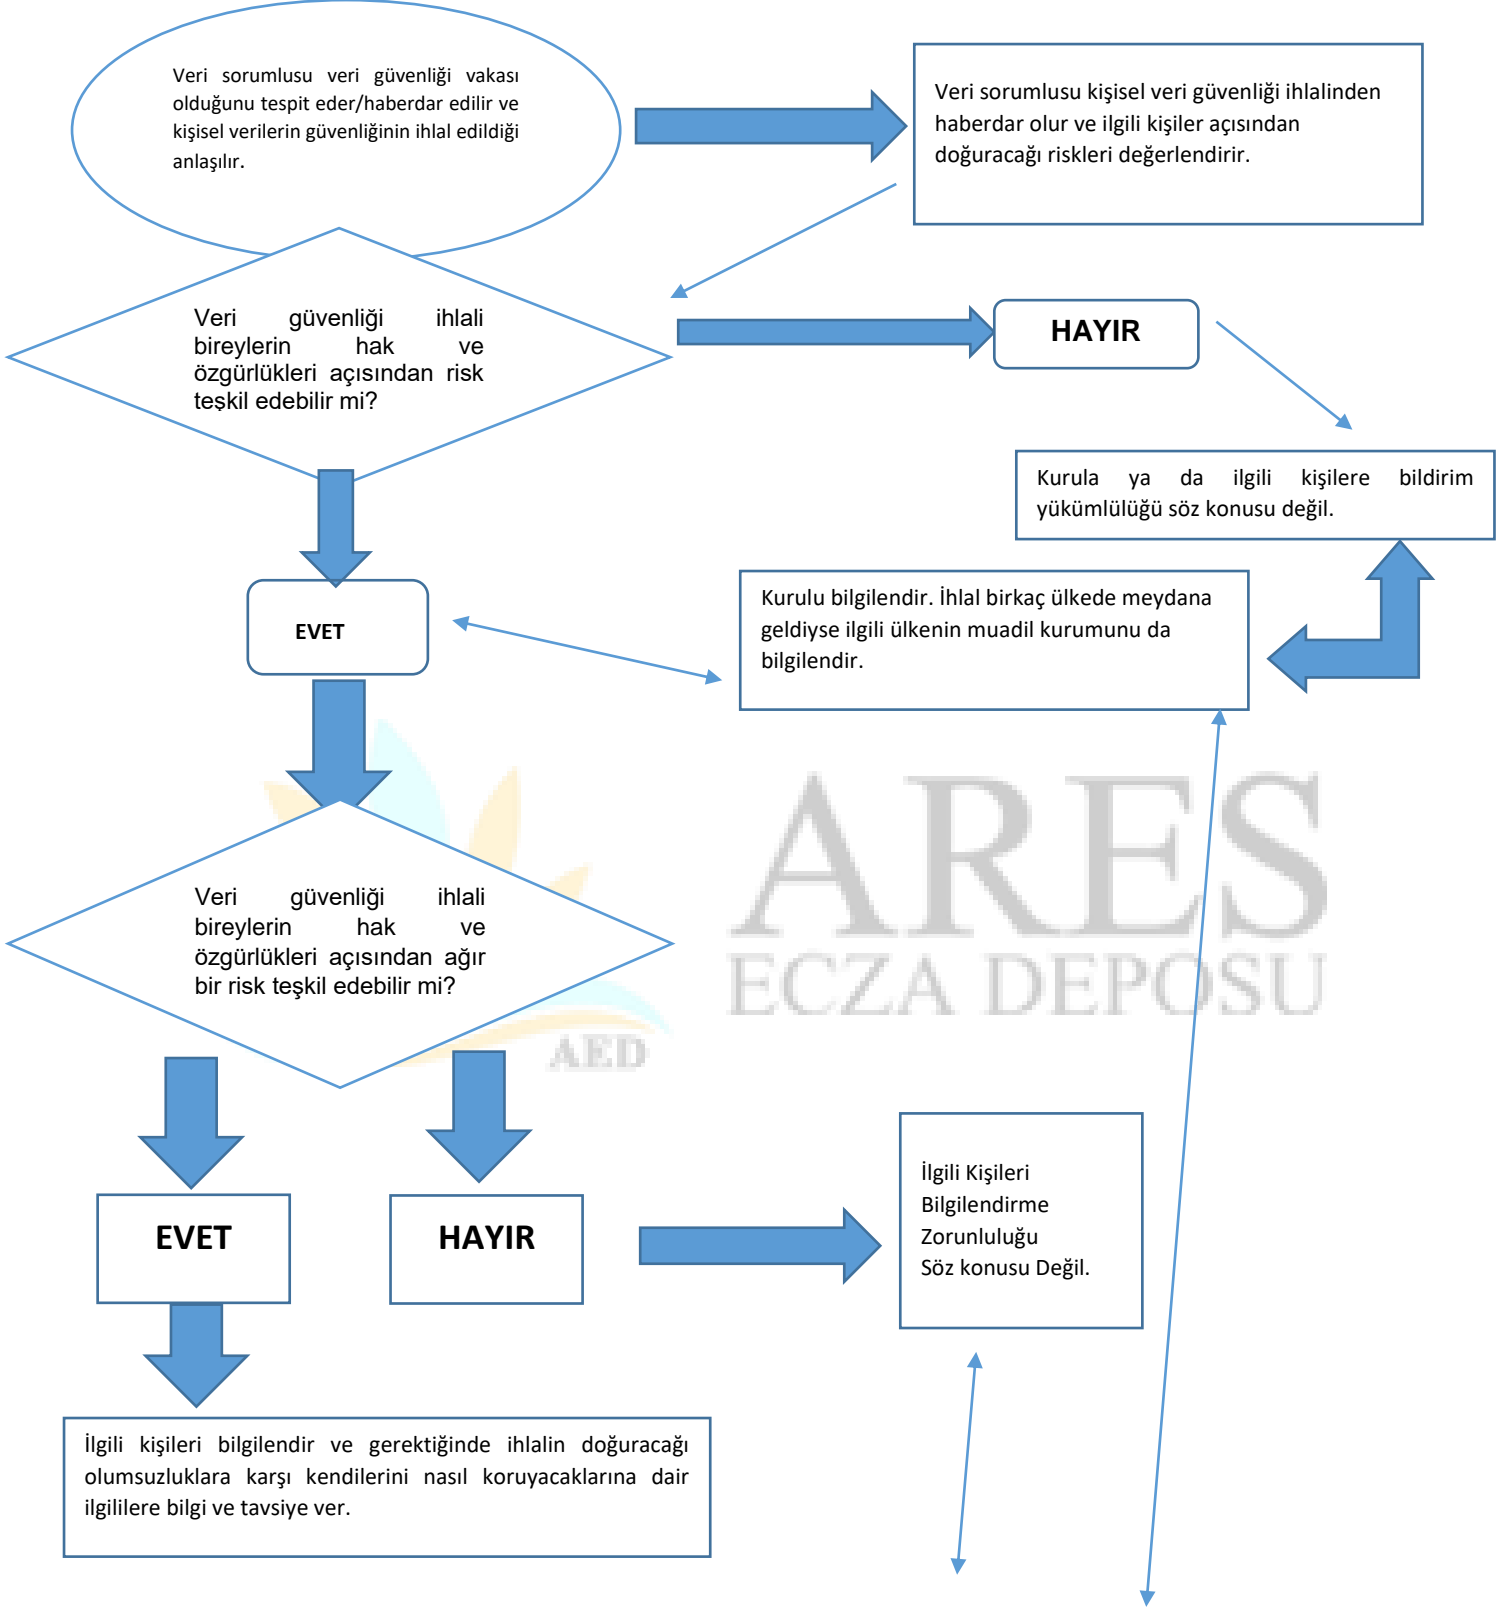 Veri sorumlusu veri güvenliği vakası
olduğunu tespit eder/haberdar edilir ve
kişisel verilerin güvenliğinin ihlal edildiği
anlaşılır.
Veri sorumlusu kişisel veri güvenliği ihlalinden
haberdar olur ve ilgili kişiler açısından
doğuracağı riskleri değerlendirir.
Veri güvenliği ihlali
bireylerin hak ve
özgürlükleri açısından risk
teşkil edebilir mi?
HAYIR
Kurula ya da ilgili kişilere bildirim
yükümlülüğü söz konusu değil.
Kurulu bilgilendir. İhlal birkaç ülkede meydana
geldiyse ilgili ülkenin muadil kurumunu da
bilgilendir.
EVET
ARES
ECZA DEPOSU
AED
Veri güvenliği ihlali
bireylerin hak ve
özgürlükleri açısından ağır
bir risk teşkil edebilir mi?
EVET
HAYIR
İlgili Kişileri
Bilgilendirme
Zorunluluğu
Söz konusu Değil.
İlgili kişileri bilgilendir ve gerektiğinde ihlalin doğuracağı
olumsuzluklara karşı kendilerini nasıl koruyacaklarına dair
ilgililere bilgi ve tavsiye ver.